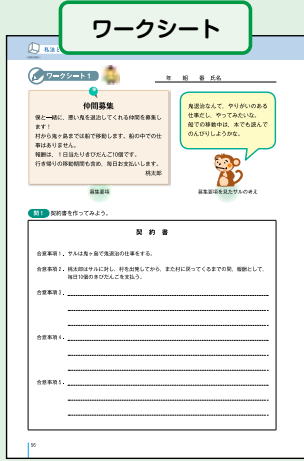 ワークシート
私法と
ワークシート1
年 組 番 氏名
仲間募集
僕と一緒に、悪い鬼を退治してくれる仲間を募集し
ます！
村から鬼ヶ島までは船で移動します。船の中での仕
事はありません。
報酬は、1日当たりきびだんご10個です。
行き帰りの移動期間も含め、毎日お支払いします。
桃太郎
募集要項
鬼退治なんて、やりがいのある
仕事だし、やってみたいな。
船での移動中は、本でも読んで
のんびりしようかな。
募集要項を見たサルの考え
問1 契約書を作ってみよう。
契 約 書
合意事項1．サルは鬼ヶ島で鬼退治の仕事をする。
合意事項2．桃太郎はサルに対し、村を出発してから、また村に戻ってくるまでの間、報酬として、
毎日10個のきびだんごを支払う。
合意事項3．
合意事項4．
合意事項5．
56